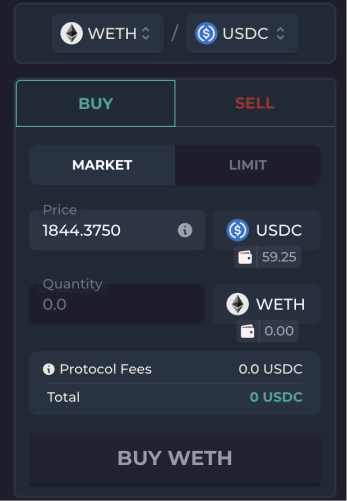 WETH / USDC
BUY SELL
MARKET LIMIT
Price
1844.3750 USDC
59.25
Quantity
0.0 WETH
0.00
Protocol Fees 0.0 USDC
Total 0 USDC
BUY WETH